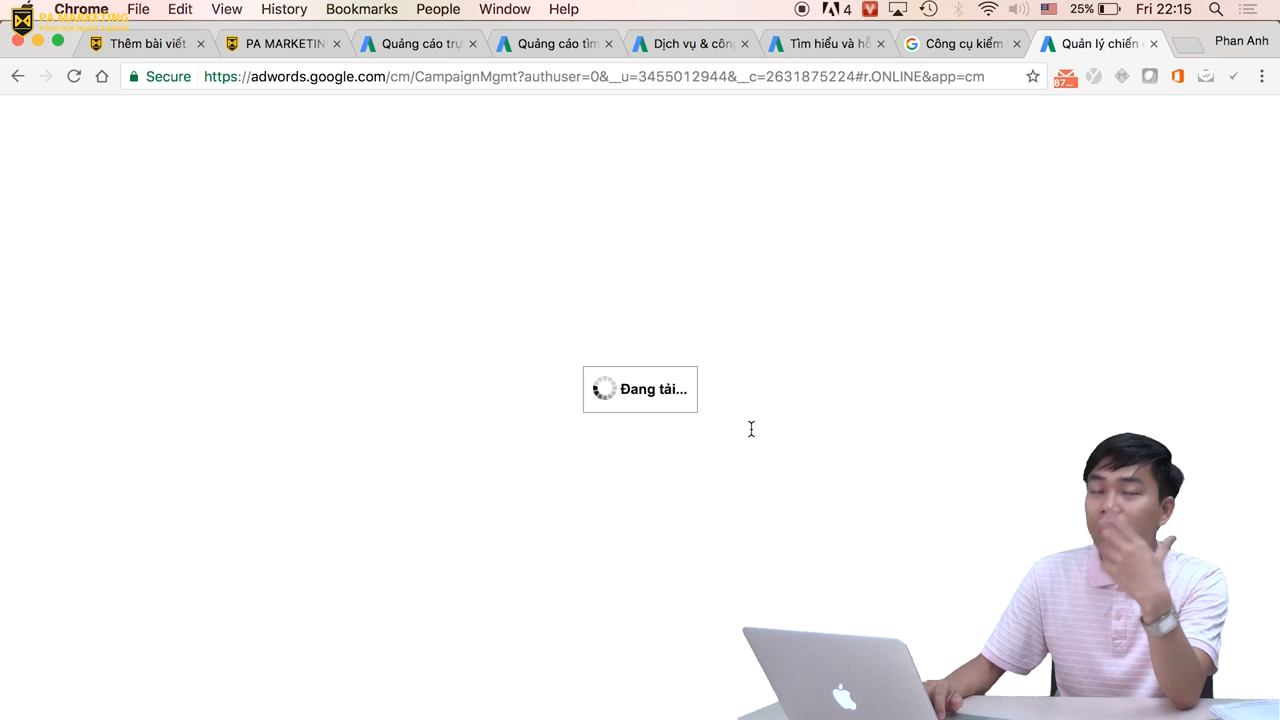 Chrome File Edit View History Bookmarks People Window Help 4 25% Fri 22:15
PA MARKETING
Thêm bài viết PA MARKETIN Quảng cáo trự Quảng cáo tìm Dịch vụ & côn Tìm hiểu và hỗ Công cụ kiểm Quản lý chiến Phan Anh
Secure https://adwords.google.com/cm/CampaignMgmt?authuser=0&__u=3455012944&__c=2631875224#r.ONLINE&app=cm 87...
Đang tải...